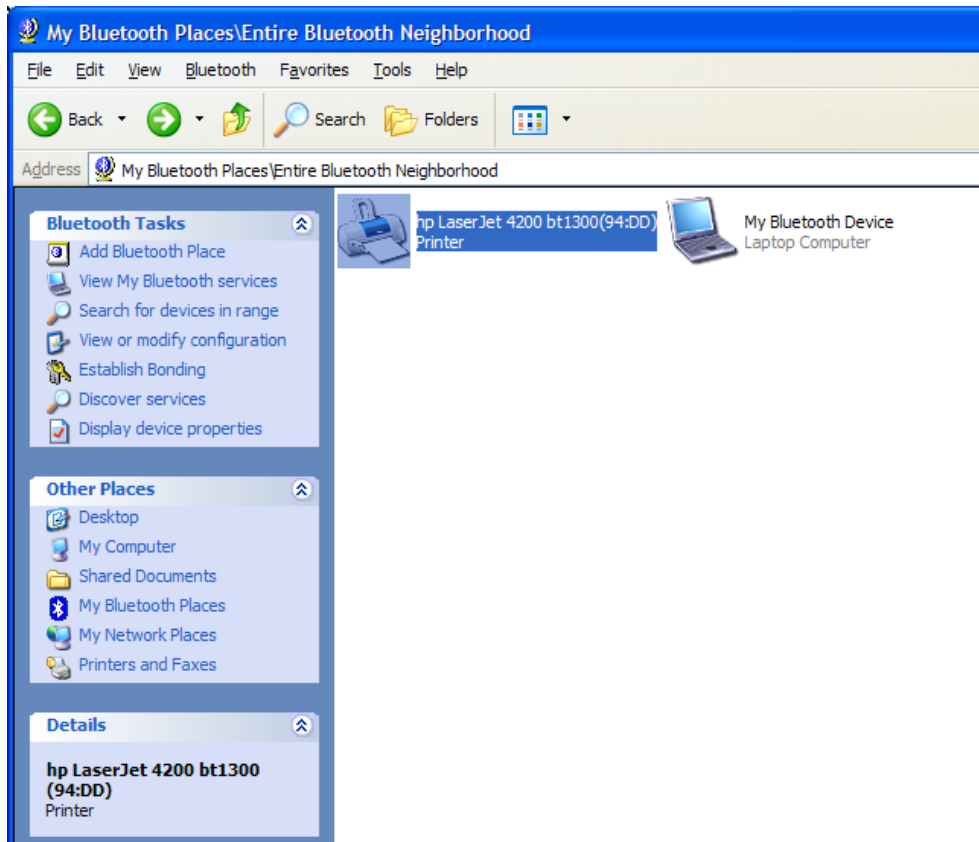 My Bluetooth Places\Entire Bluetooth Neighborhood
File Edit View Bluetooth Favorites Tools Help
Back Search Folders
Address My Bluetooth Places\Entire Bluetooth Neighborhood
Bluetooth Tasks
Add Bluetooth Place
View My Bluetooth services
Search for devices in range
View or modify configuration
Establish Bonding
Discover services
Display device properties
Other Places
Desktop
My Computer
Shared Documents
My Bluetooth Places
My Network Places
Printers and Faxes
Details
hp LaserJet 4200 bt1300
(94:DD)
Printer
hp LaserJet 4200 bt1300(94:DD)
Printer
My Bluetooth Device
Laptop Computer